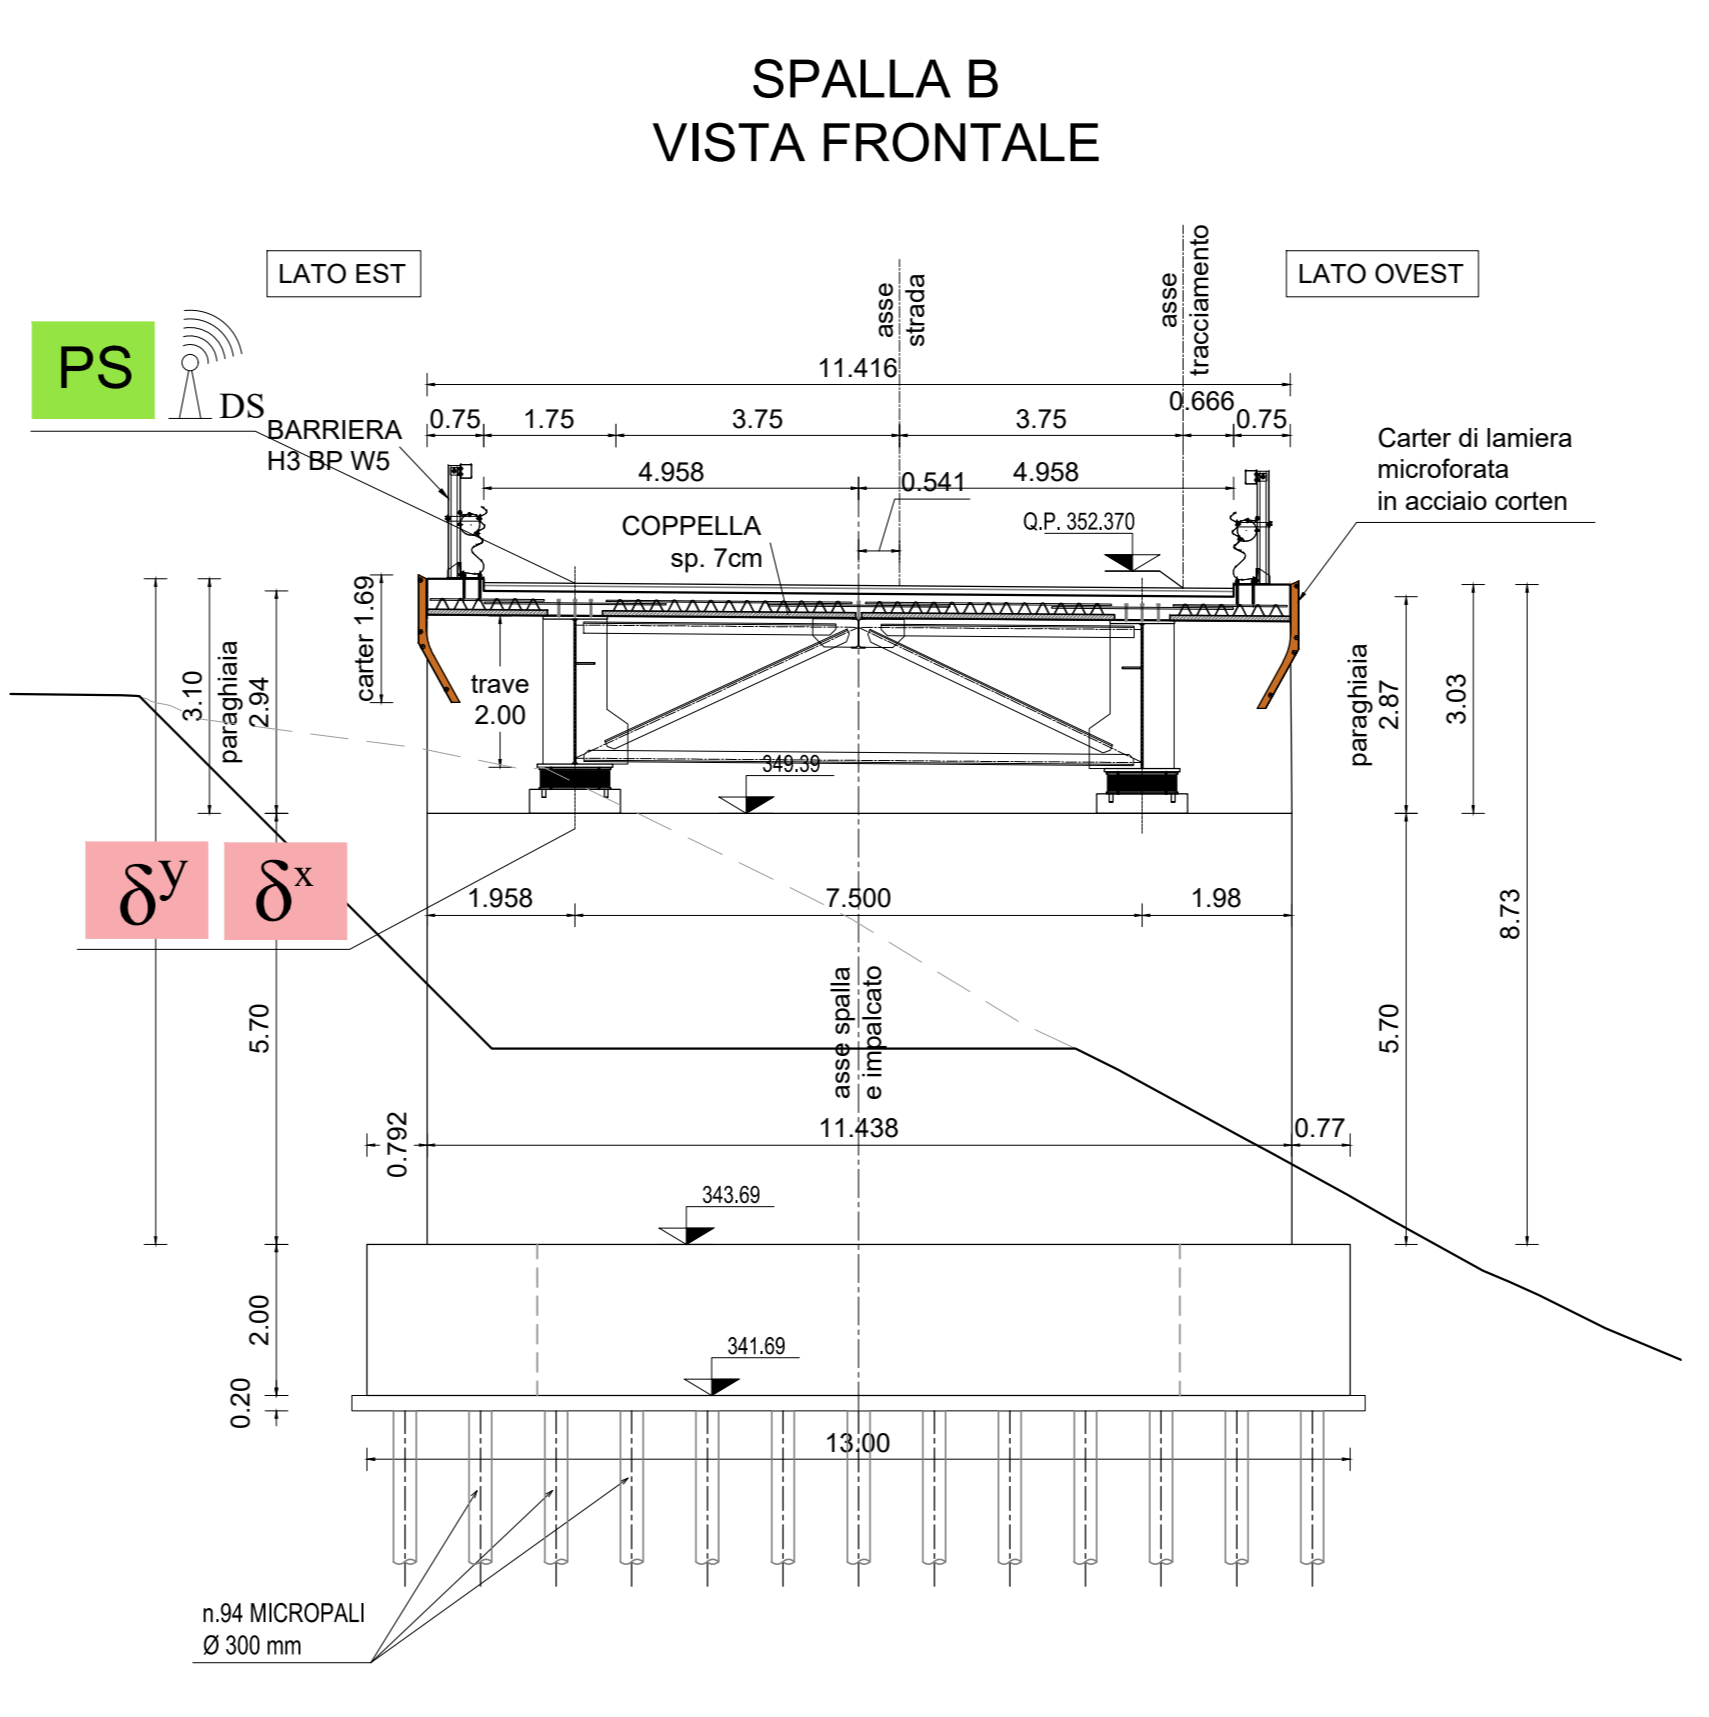 SPALLA B
VISTA FRONTALE
LATO EST
LATO OVEST
asse
strada
asse
tracciamento
PS
DS
11.416
0.75
1.75
3.75
3.75
0.666
0.75
BARRIERA
H3 BP W5
Carter di lamiera
microforata
in acciaio corten
4.958
0.541
4.958
COPPELLA
sp. 7cm
Q.P. 352.370
carter 1.69
3.10
paraghiaia
2.94
trave
2.00
349.39
paraghiaia
2.87
3.03
δy
δx
1.958
7.500
1.98
8.73
5.70
asse spalla
e impalcato
5.70
0.792
11.438
0.77
343.69
2.00
341.69
0.20
13.00
n.94 MICROPALI
Ø 300 mm